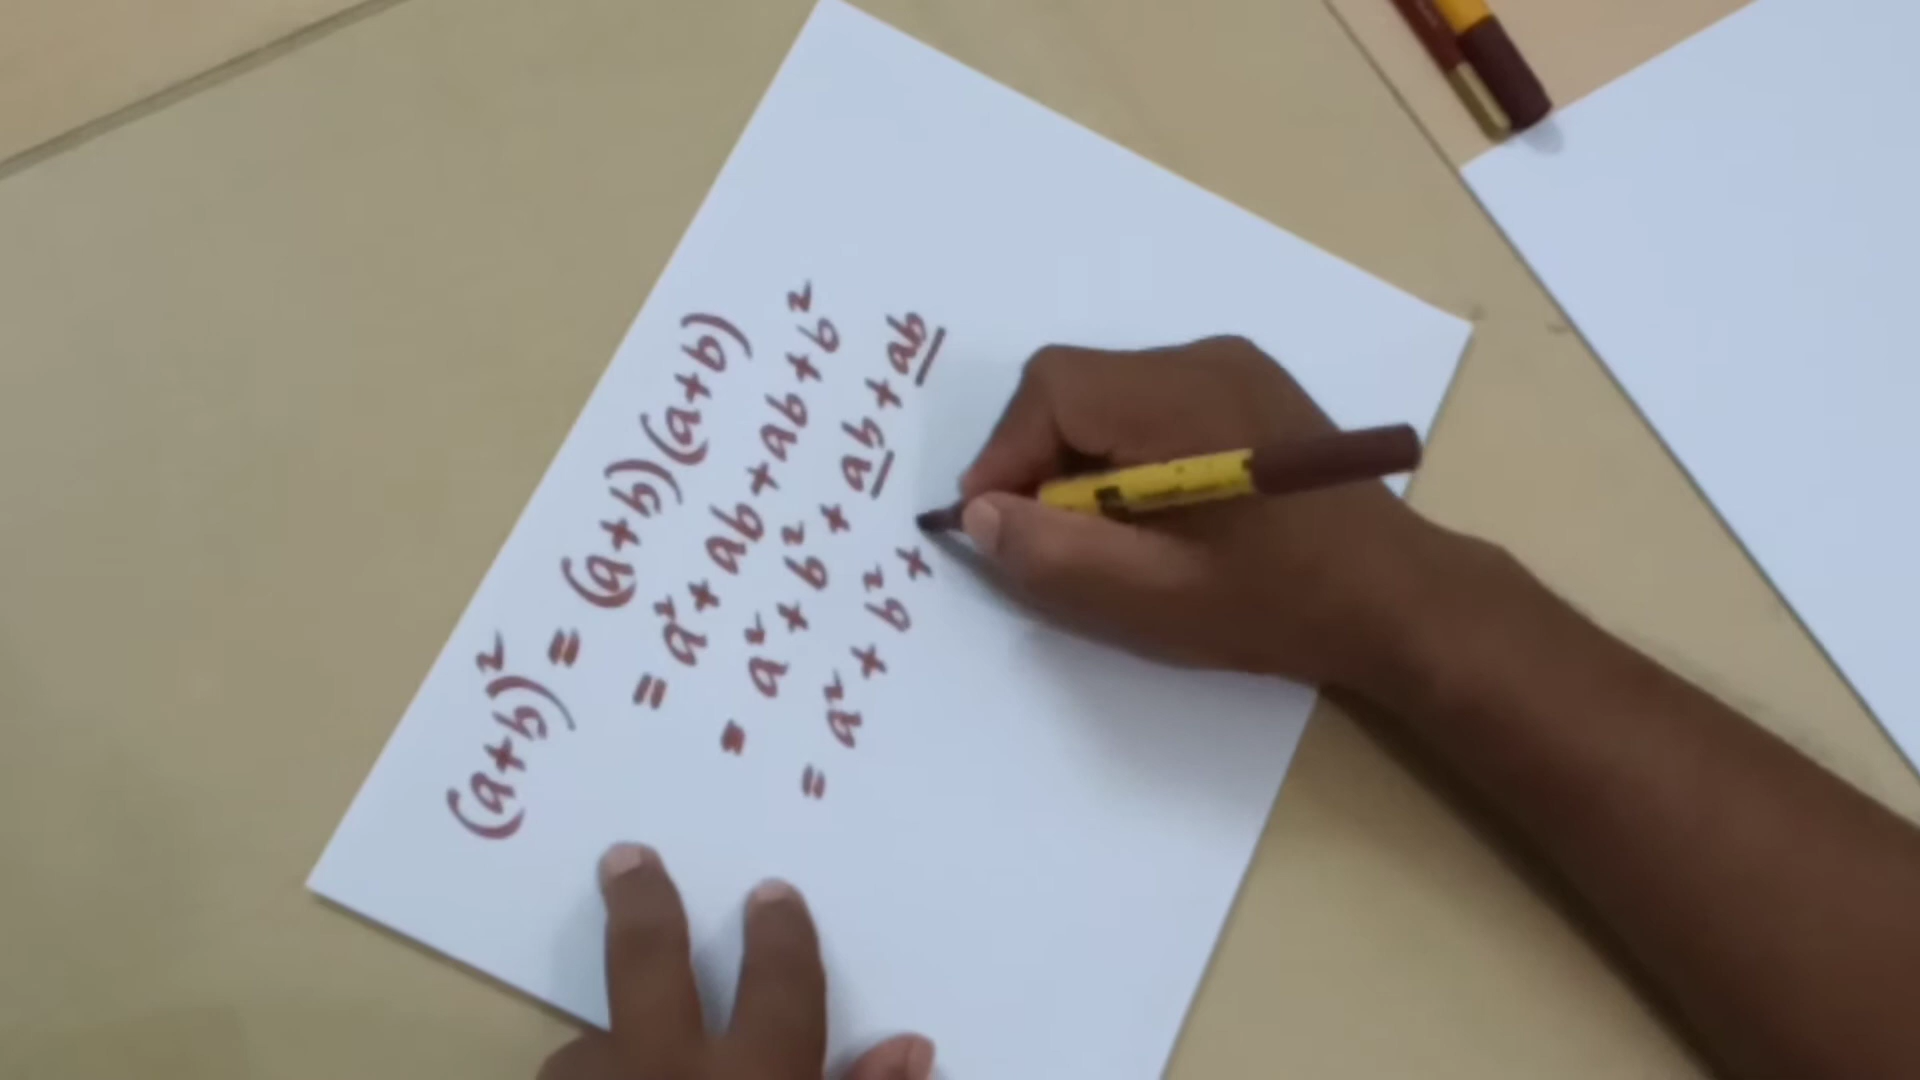 (a+b)² = (a+b)(a+b)
= a² + ab + ab + b²
= a² + b² + ab + ab
= a² + b² +